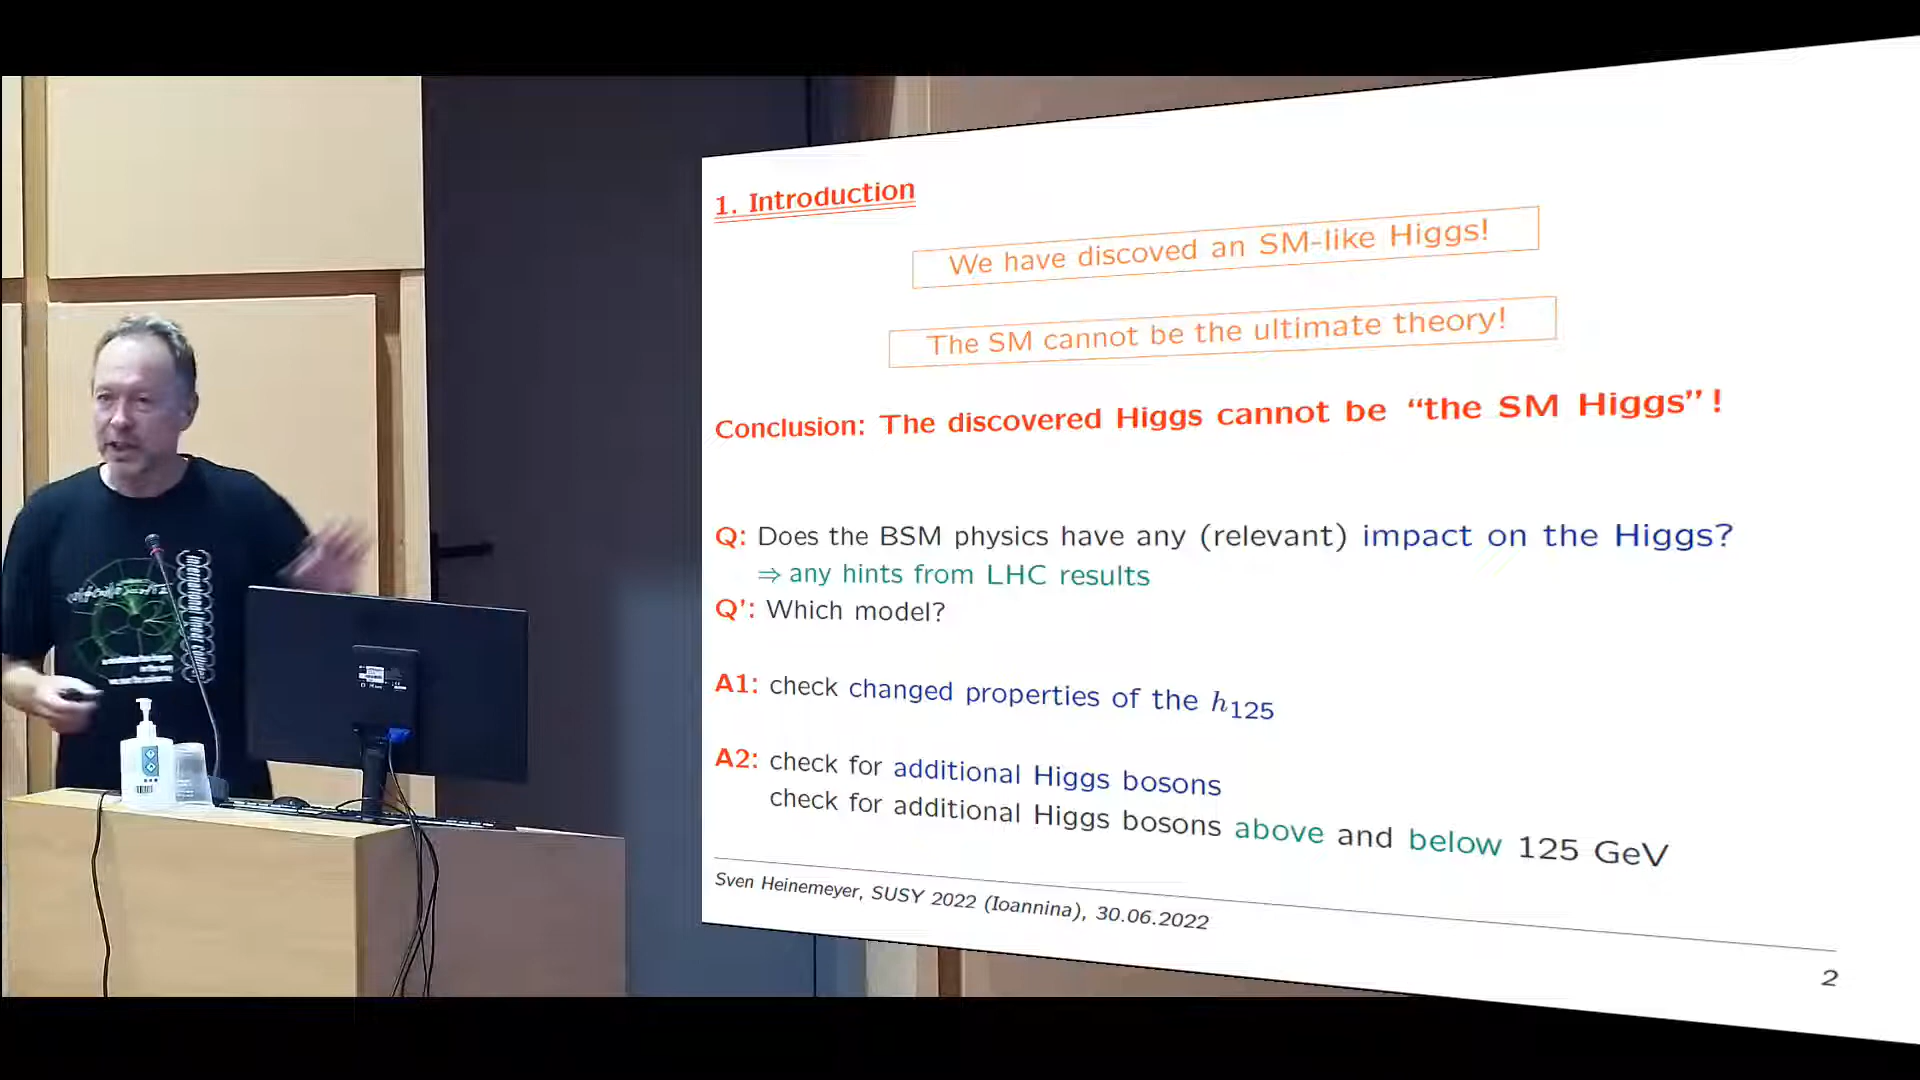 1. Introduction
We have discoved an SM-like Higgs!
The SM cannot be the ultimate theory!
Conclusion: The discovered Higgs cannot be “the SM Higgs”!
Q: Does the BSM physics have any (relevant) impact on the Higgs?
⇒ any hints from LHC results
Q’: Which model?
A1: check changed properties of the h125
A2: check for additional Higgs bosons
check for additional Higgs bosons above and below 125 GeV
Sven Heinemeyer, SUSY 2022 (Ioannina), 30.06.2022
2
international linear collider